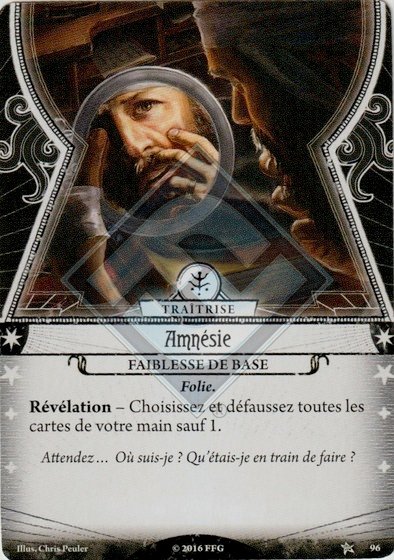 TRAÎTRISE
Amnésie
FAIBLESSE DE BASE
Folie.
Révélation – Choisissez et défaussez toutes les
cartes de votre main sauf 1.
Attendez… Où suis-je ? Qu'étais-je en train de faire ?
Illus. Chris Peuler
© 2016 FFG
96